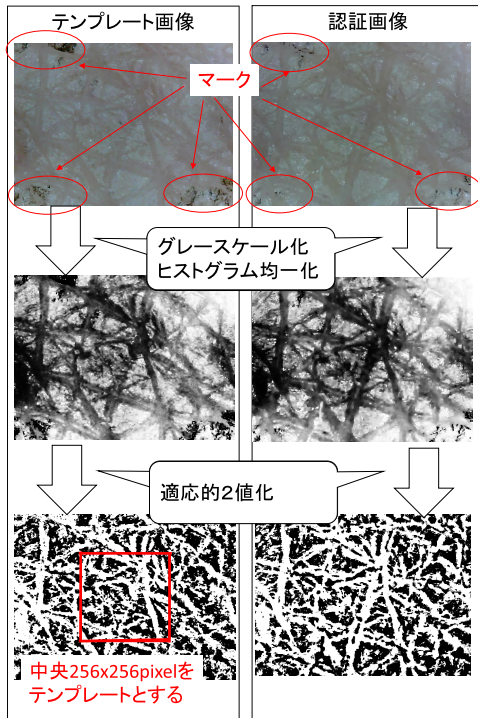 テンプレート画像
認証画像
マーク
グレースケール化
ヒストグラム均一化
適応的2値化
中央256x256pixelを
テンプレートとする